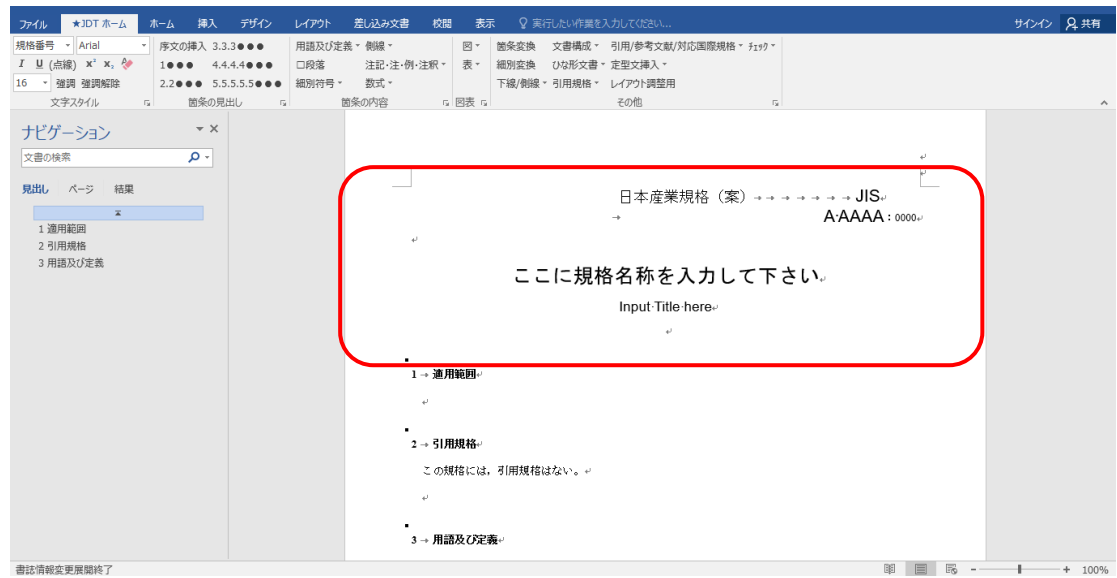 ファイル ★JDT ホーム ホーム 挿入 デザイン レイアウト 差し込み文書 校閲 表示 実行したい作業を入力してください... サインイン 共有
規格番号 Arial 序文の挿入 3.3.3●●● 用語及び定義 側線 図 箇条変換 文書構成 引用/参考文献/対応国際規格 ﾁｪｯｸ
I U (点線) x² x₂ 1●●● 4.4.4.4●●● 口段落 注記・注・例・注釈 表 細別変換 ひな形文書 定型文挿入
16 強調 強調解除 2.2●●● 5.5.5.5.5●●● 細別符号 数式 下線/側線 引用規格 レイアウト調整用
文字スタイル 箇条の見出し 箇条の内容 図表 その他
ナビゲーション
文書の検索
見出し ページ 結果
1 適用範囲
2 引用規格
3 用語及び定義
日本産業規格（案） JIS
A·AAAA：0000
ここに規格名称を入力して下さい
Input·Title·here
1 → 適用範囲
2 → 引用規格
この規格には，引用規格はない。
3 → 用語及び定義
書誌情報変更展開終了 100%